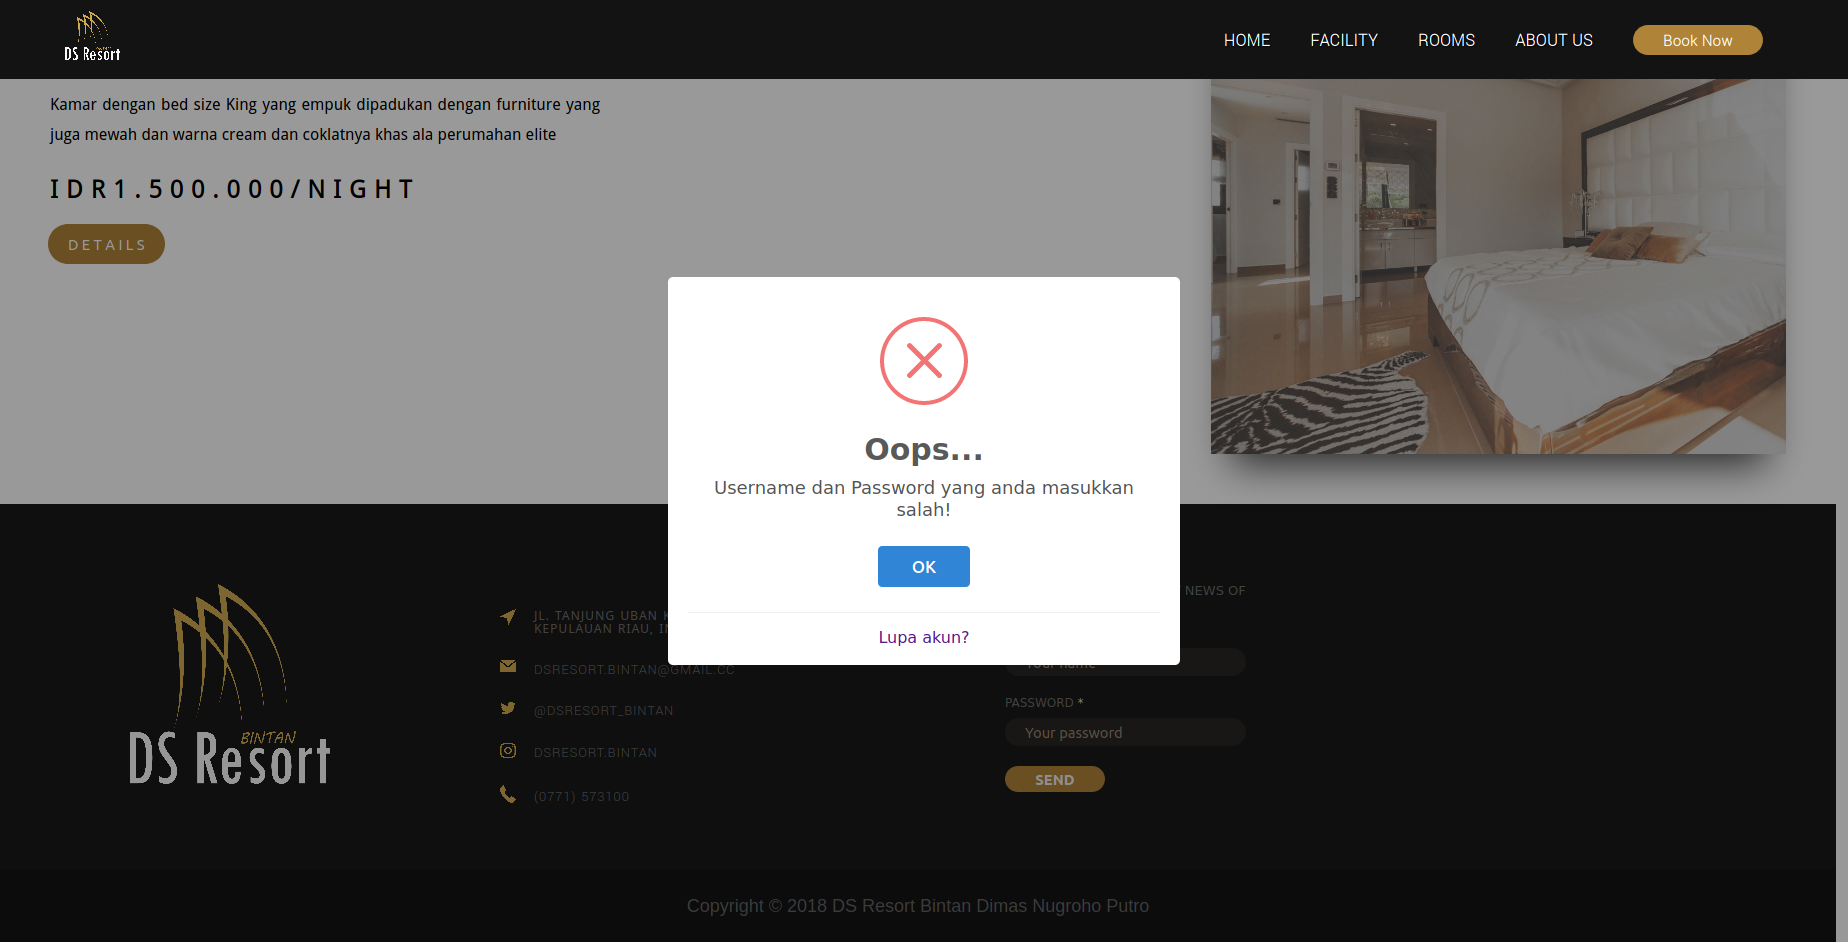 DS Resort
HOME
FACILITY
ROOMS
ABOUT US
Book Now
Kamar dengan bed size King yang empuk dipadukan dengan furniture yang
juga mewah dan warna cream dan coklatnya khas ala perumahan elite
IDR1.500.000/NIGHT
DETAILS
Oops...
Username dan Password yang anda masukkan
salah!
OK
Lupa akun?
BINTAN
DS Resort
JL. TANJUNG UBAN
KEPULAUAN RIAU,
DSRESORT.BINTAN@GMAIL.CC
@DSRESORT_BINTAN
DSRESORT.BINTAN
(0771) 573100
NEWS OF
Your name
PASSWORD *
Your password
SEND
Copyright © 2018 DS Resort Bintan Dimas Nugroho Putro